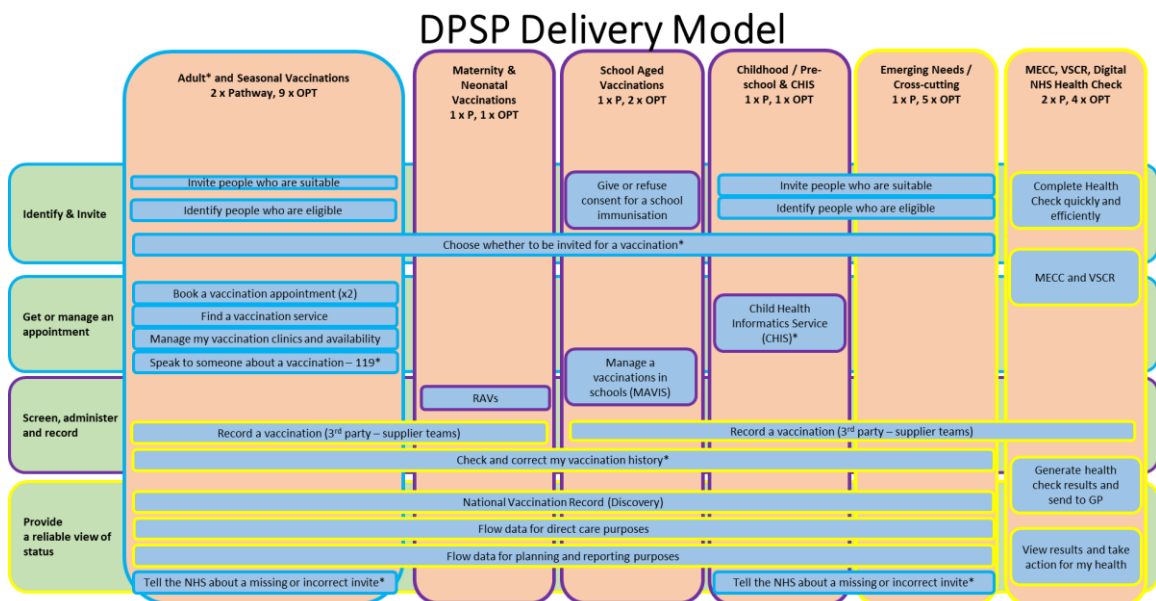 DPSP Delivery Model
Adult* and Seasonal Vaccinations
2 x Pathway, 9 x OPT
Maternity &
Neonatal
Vaccinations
1 x P, 1 x OPT
School Aged
Vaccinations
1 x P, 2 x OPT
Childhood / Pre-
school & CHIS
1 x P, 1 x OPT
Emerging Needs /
Cross-cutting
1 x P, 5 x OPT
MECC, VSCR, Digital
NHS Health Check
2 x P, 4 x OPT
Identify & Invite
Invite people who are suitable
Identify people who are eligible
Give or refuse
consent for a school
immunisation
Invite people who are suitable
Identify people who are eligible
Complete Health
Check quickly and
efficiently
Choose whether to be invited for a vaccination*
MECC and VSCR
Get or manage an
appointment
Book a vaccination appointment (x2)
Find a vaccination service
Manage my vaccination clinics and availability
Speak to someone about a vaccination – 119*
Child Health
Informatics Service
(CHIS)*
Manage a
vaccinations in
schools (MAVIS)
Screen, administer
and record
RAVs
Record a vaccination (3rd party – supplier teams)
Record a vaccination (3rd party – supplier teams)
Check and correct my vaccination history*
Generate health
check results and
send to GP
Provide
a reliable view of
status
National Vaccination Record (Discovery)
Flow data for direct care purposes
Flow data for planning and reporting purposes
View results and take
action for my health
Tell the NHS about a missing or incorrect invite*
Tell the NHS about a missing or incorrect invite*